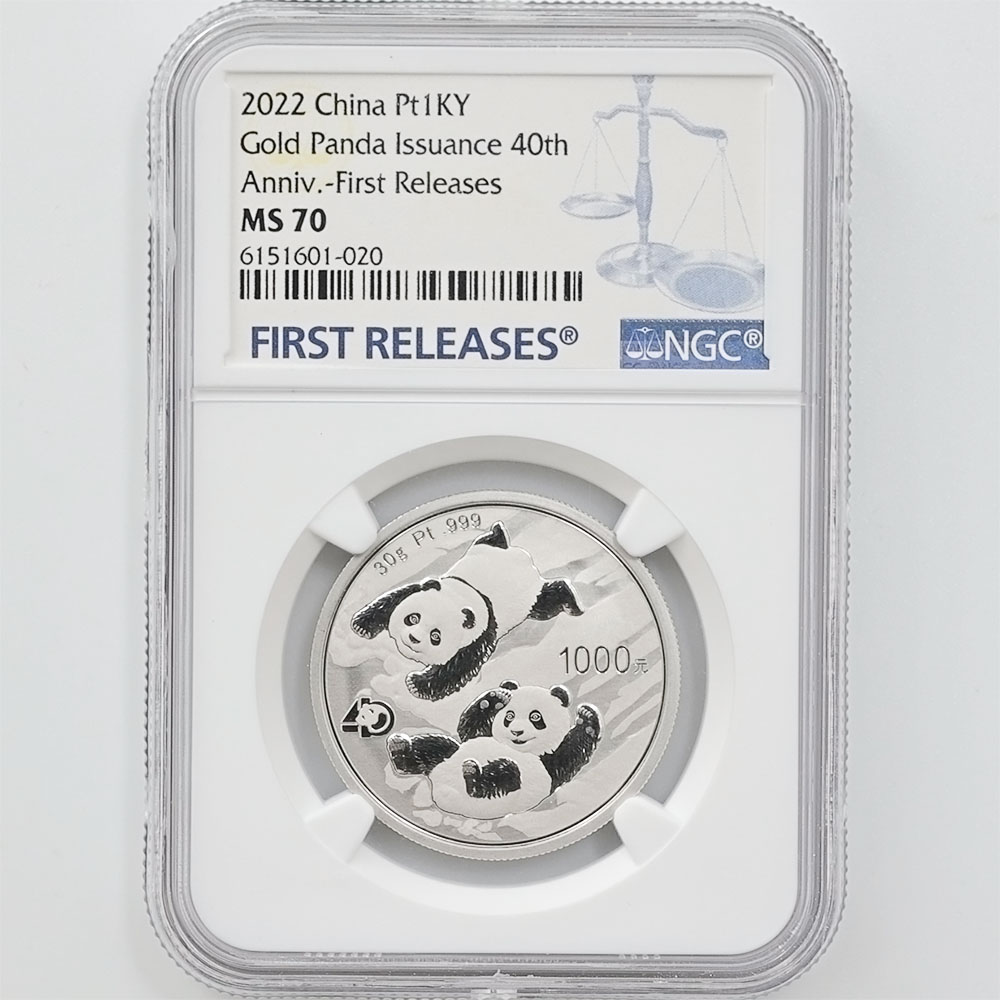 2022 China Pt1KY
Gold Panda Issuance 40th
Anniv.-First Releases
MS 70
6151601-020
FIRST RELEASES®
NGC®
30g Pt .999
1000元
40